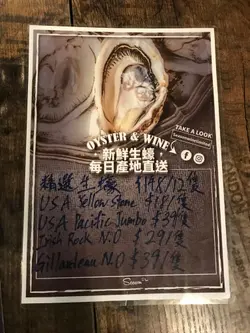 OYSTER & WINE
新鮮生蠔
每日產地直送
TAKE A LOOK
精選生蠔 $145/12隻
USA Yellow Stone $18/隻
USA Pacific Jumbo $39/隻
Irish Rock N.O $29/隻
Gillardeau N.O $39/隻